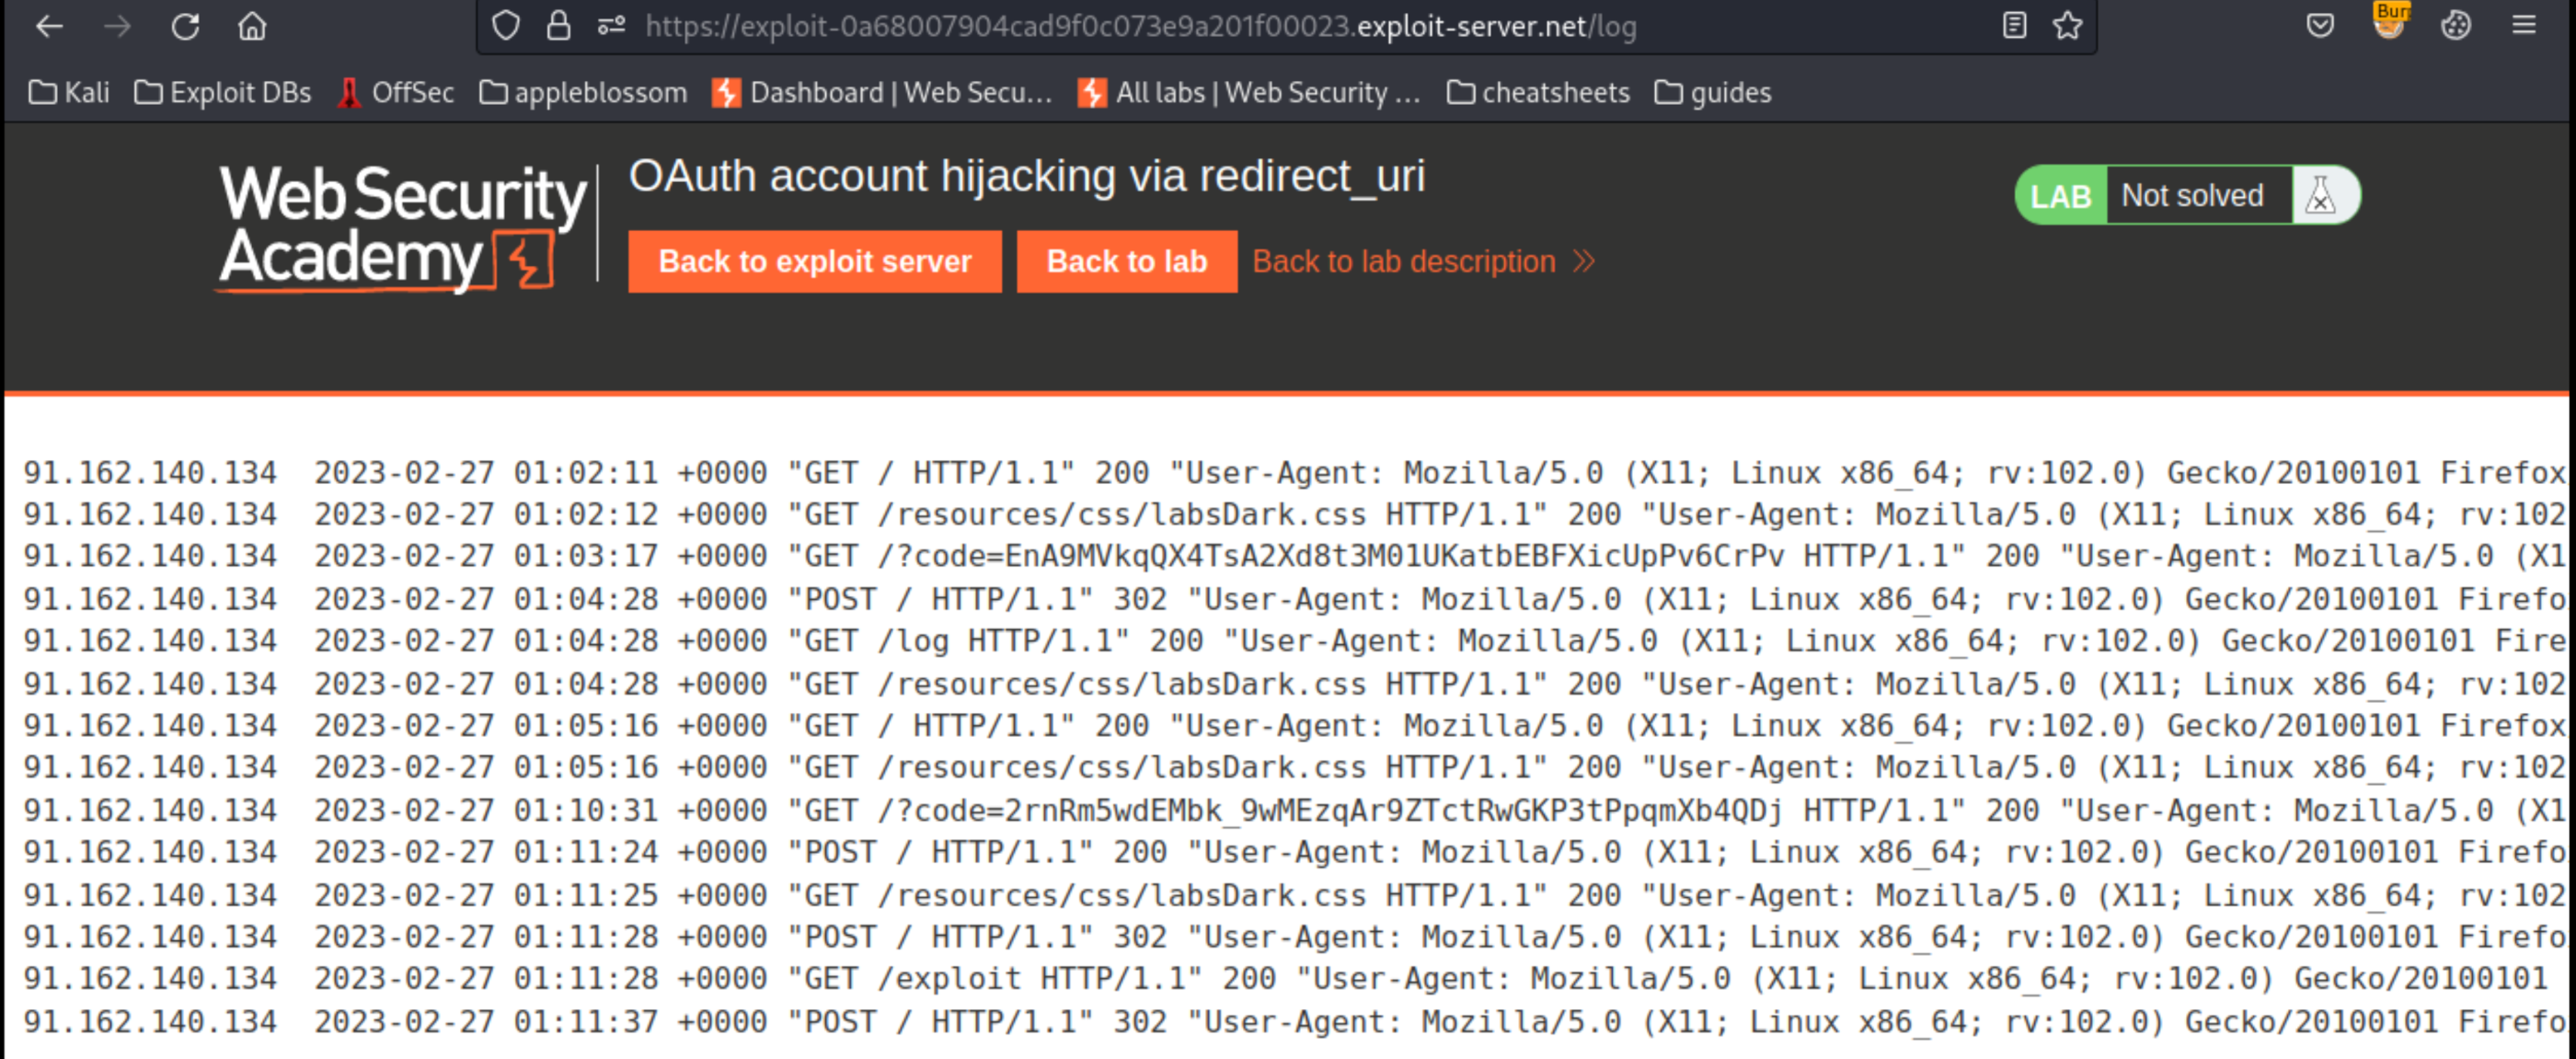 https://exploit-0a68007904cad9f0c073e9a201f00023.exploit-server.net/log
Bur
Kali Exploit DBs OffSec appleblossom Dashboard | Web Secu... All labs | Web Security ... cheatsheets guides
Web Security Academy
OAuth account hijacking via redirect_uri
LAB Not solved
Back to exploit server Back to lab Back to lab description
91.162.140.134 2023-02-27 01:02:11 +0000 "GET / HTTP/1.1" 200 "User-Agent: Mozilla/5.0 (X11; Linux x86_64; rv:102.0) Gecko/20100101 Firefox
91.162.140.134 2023-02-27 01:02:12 +0000 "GET /resources/css/labsDark.css HTTP/1.1" 200 "User-Agent: Mozilla/5.0 (X11; Linux x86_64; rv:102
91.162.140.134 2023-02-27 01:03:17 +0000 "GET /?code=EnA9MVkqQX4TsA2Xd8t3M01UKatbEBFXicUpPv6CrPv HTTP/1.1" 200 "User-Agent: Mozilla/5.0 (X1
91.162.140.134 2023-02-27 01:04:28 +0000 "POST / HTTP/1.1" 302 "User-Agent: Mozilla/5.0 (X11; Linux x86_64; rv:102.0) Gecko/20100101 Firefo
91.162.140.134 2023-02-27 01:04:28 +0000 "GET /log HTTP/1.1" 200 "User-Agent: Mozilla/5.0 (X11; Linux x86_64; rv:102.0) Gecko/20100101 Fire
91.162.140.134 2023-02-27 01:04:28 +0000 "GET /resources/css/labsDark.css HTTP/1.1" 200 "User-Agent: Mozilla/5.0 (X11; Linux x86_64; rv:102
91.162.140.134 2023-02-27 01:05:16 +0000 "GET / HTTP/1.1" 200 "User-Agent: Mozilla/5.0 (X11; Linux x86_64; rv:102.0) Gecko/20100101 Firefox
91.162.140.134 2023-02-27 01:05:16 +0000 "GET /resources/css/labsDark.css HTTP/1.1" 200 "User-Agent: Mozilla/5.0 (X11; Linux x86_64; rv:102
91.162.140.134 2023-02-27 01:10:31 +0000 "GET /?code=2rnRm5wdEMbk_9wMEzqAr9ZTctRwGKP3tPpqmXb4QDj HTTP/1.1" 200 "User-Agent: Mozilla/5.0 (X1
91.162.140.134 2023-02-27 01:11:24 +0000 "POST / HTTP/1.1" 200 "User-Agent: Mozilla/5.0 (X11; Linux x86_64; rv:102.0) Gecko/20100101 Firefo
91.162.140.134 2023-02-27 01:11:25 +0000 "GET /resources/css/labsDark.css HTTP/1.1" 200 "User-Agent: Mozilla/5.0 (X11; Linux x86_64; rv:102
91.162.140.134 2023-02-27 01:11:28 +0000 "POST / HTTP/1.1" 302 "User-Agent: Mozilla/5.0 (X11; Linux x86_64; rv:102.0) Gecko/20100101 Firefo
91.162.140.134 2023-02-27 01:11:28 +0000 "GET /exploit HTTP/1.1" 200 "User-Agent: Mozilla/5.0 (X11; Linux x86_64; rv:102.0) Gecko/20100101
91.162.140.134 2023-02-27 01:11:37 +0000 "POST / HTTP/1.1" 302 "User-Agent: Mozilla/5.0 (X11; Linux x86_64; rv:102.0) Gecko/20100101 Firefo